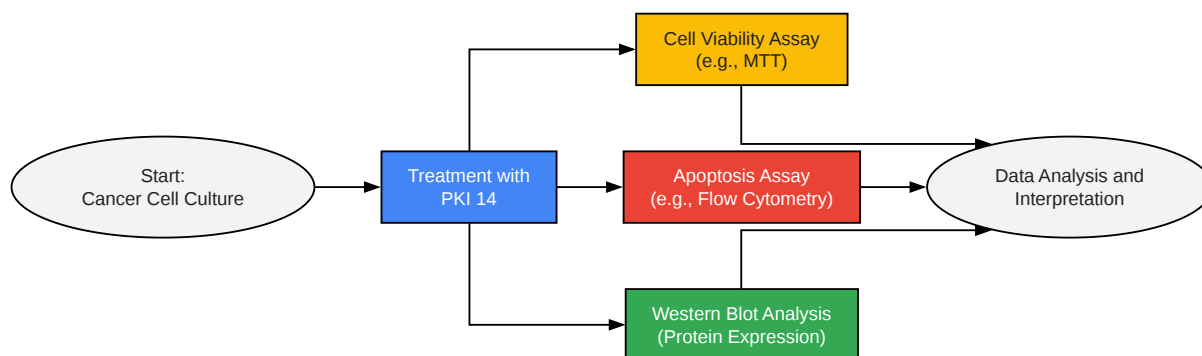 Start:
Cancer Cell Culture
Treatment with
PKI 14
Cell Viability Assay
(e.g., MTT)
Apoptosis Assay
(e.g., Flow Cytometry)
Western Blot Analysis
(Protein Expression)
Data Analysis and
Interpretation